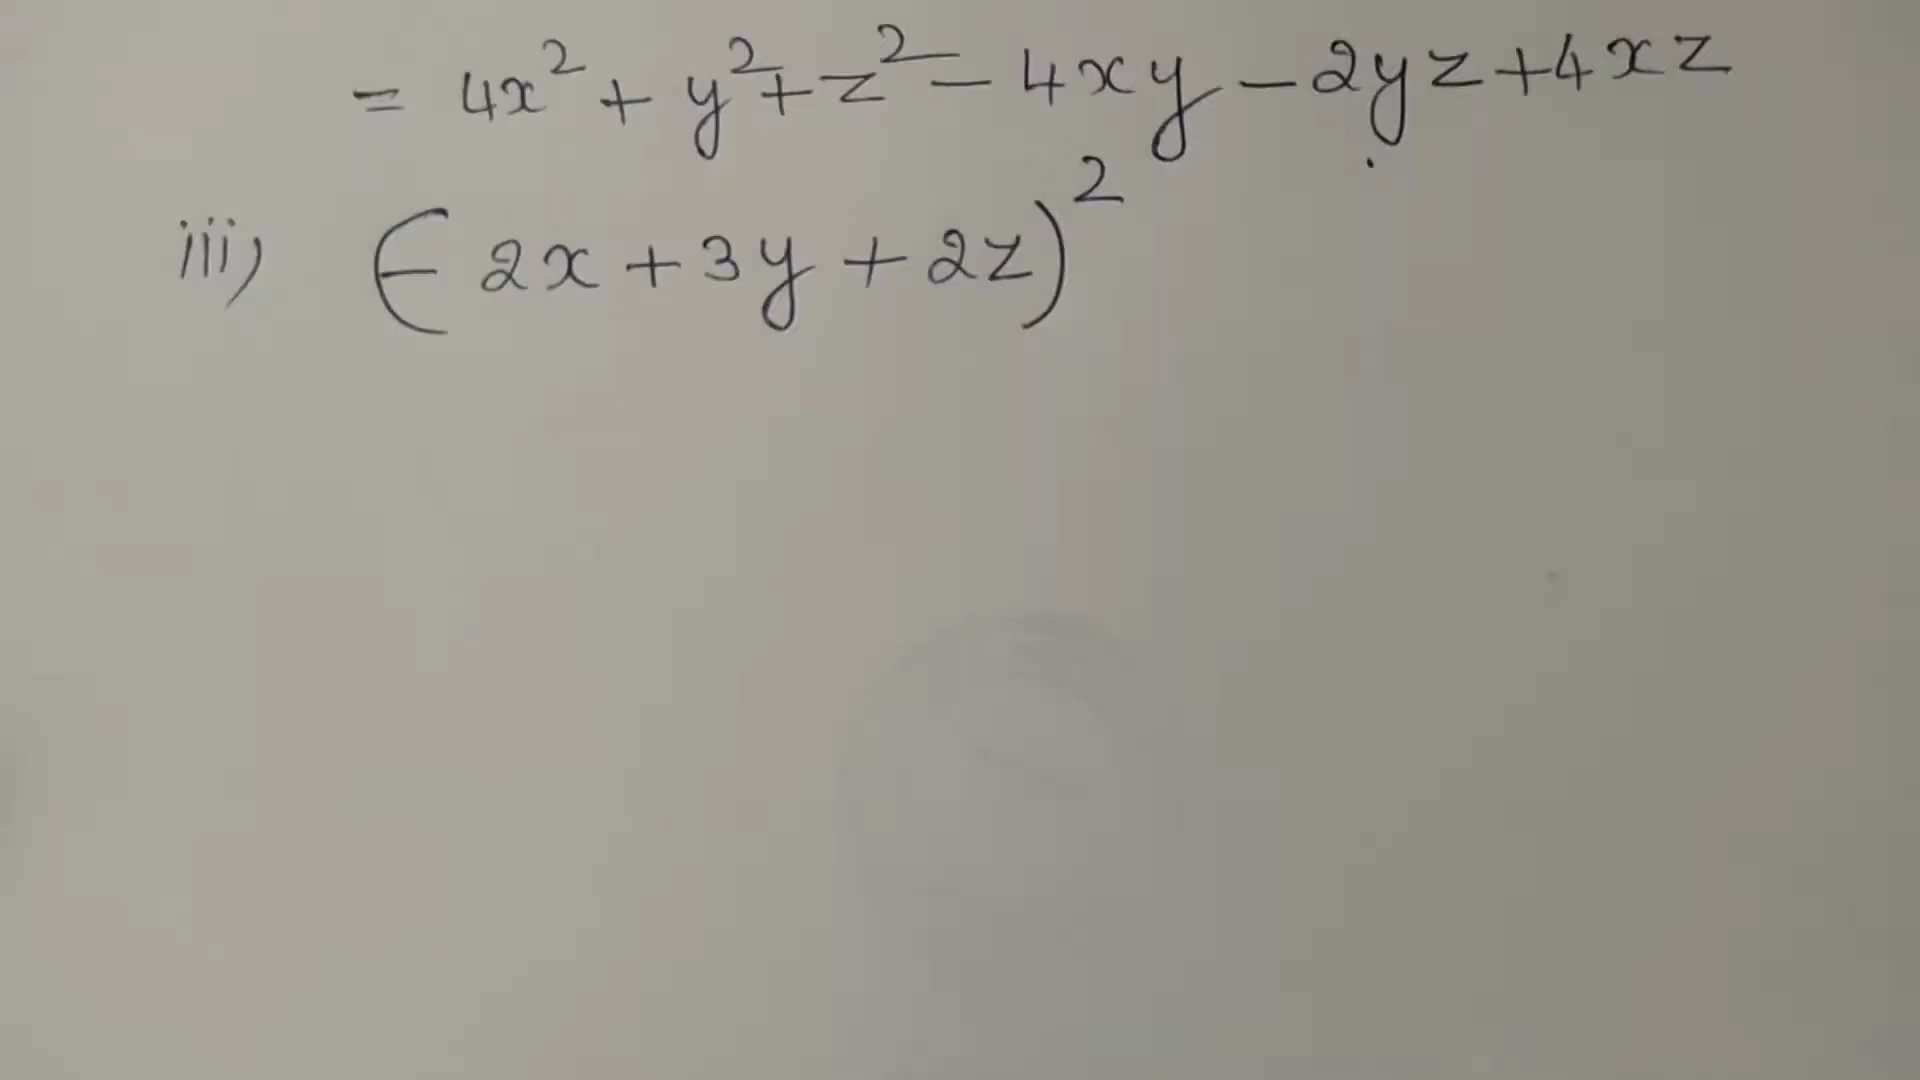 = 4x² + y² + z² - 4xy - 2yz + 4xz
iii) (- 2x + 3y + 2z)²